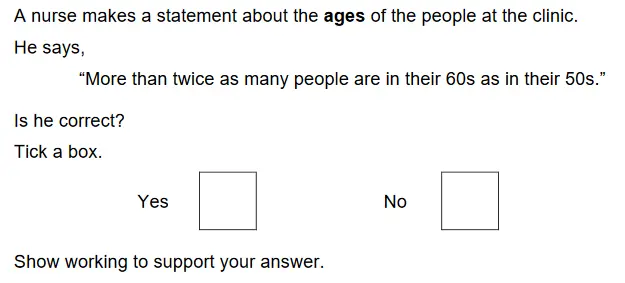 A nurse makes a statement about the ages of the people at the clinic.
He says,
“More than twice as many people are in their 60s as in their 50s.”
Is he correct?
Tick a box.
Yes No
Show working to support your answer.